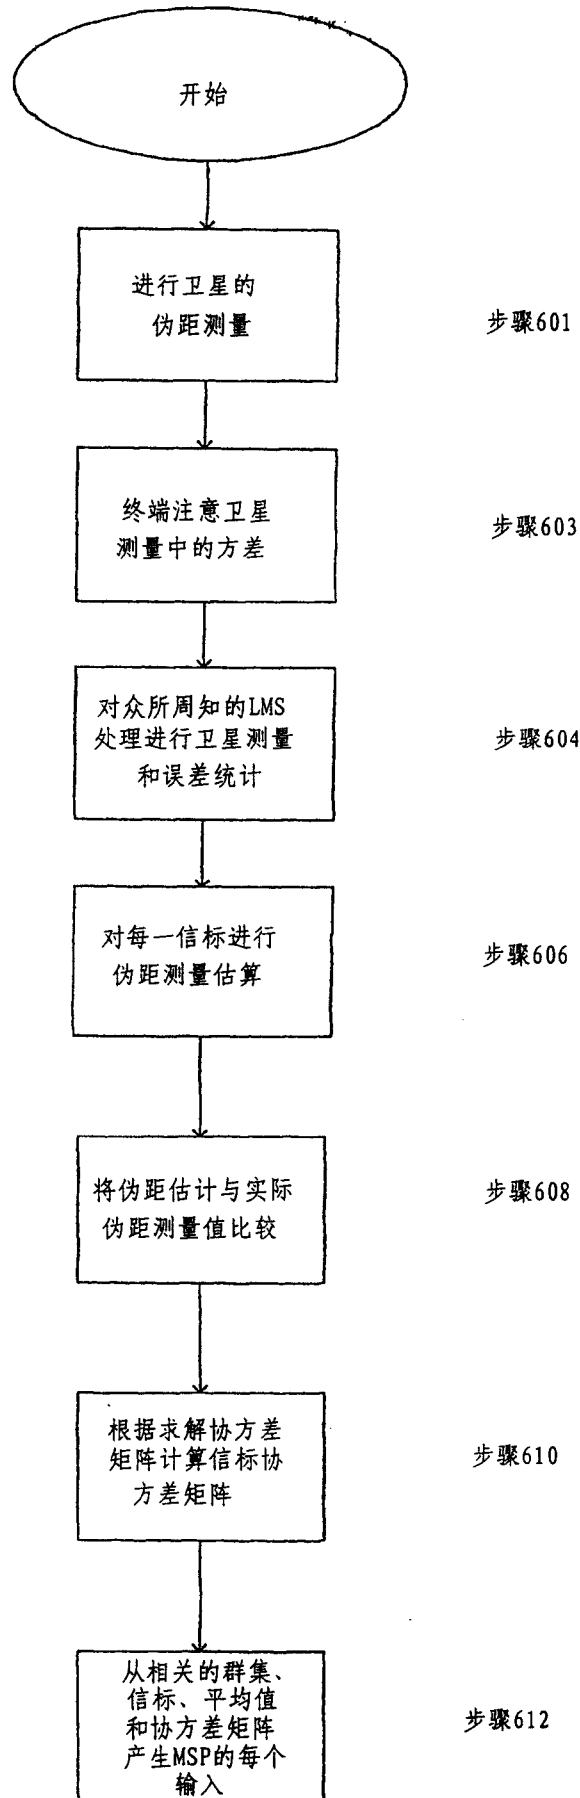 开始
进行卫星的
伪距测量
步骤601
终端注意卫星
测量中的方差
步骤603
对众所周知的LMS
处理进行卫星测量
和误差统计
步骤604
对每一信标进行
伪距测量估算
步骤606
将伪距估计与实际
伪距测量值比较
步骤608
根据求解协方差
矩阵计算信标协
方差矩阵
步骤610
从相关的群集、
信标、平均值
和协方差矩阵
产生MSP的每个
输入
步骤612